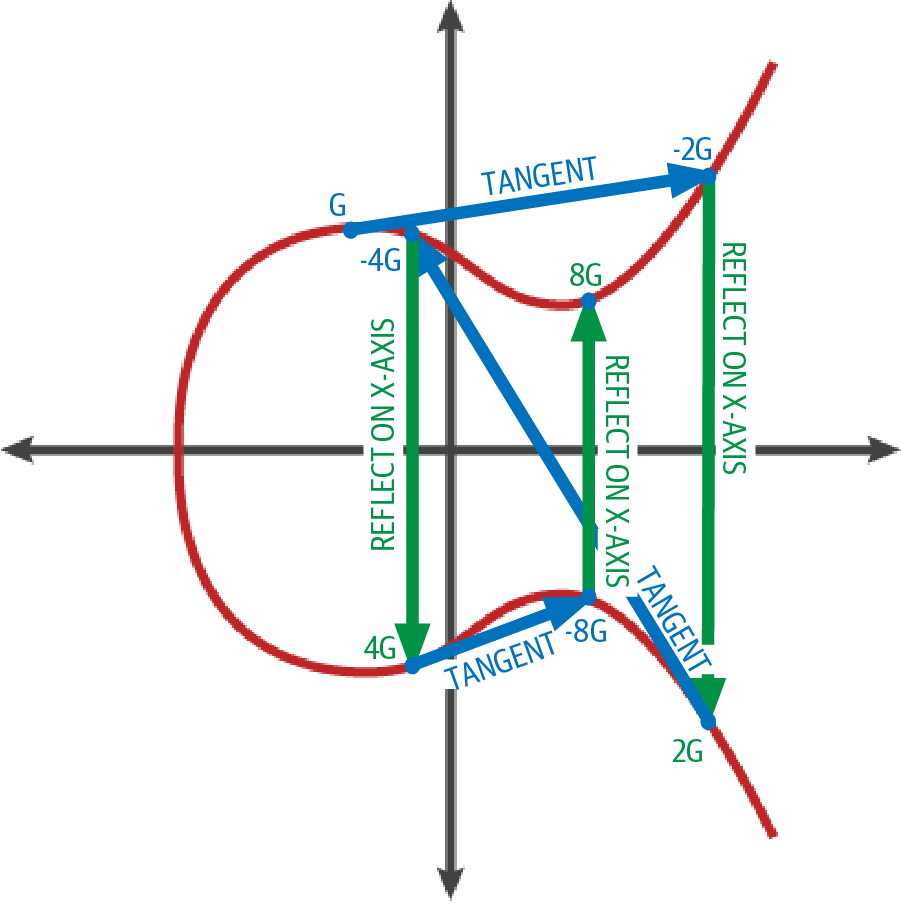 -2G
TANGENT
G
-4G
8G
REFLECT ON X-AXIS
REFLECT ON X-AXIS
REFLECT ON X-AXIS
TANGENT
4G
-8G
TANGENT
2G